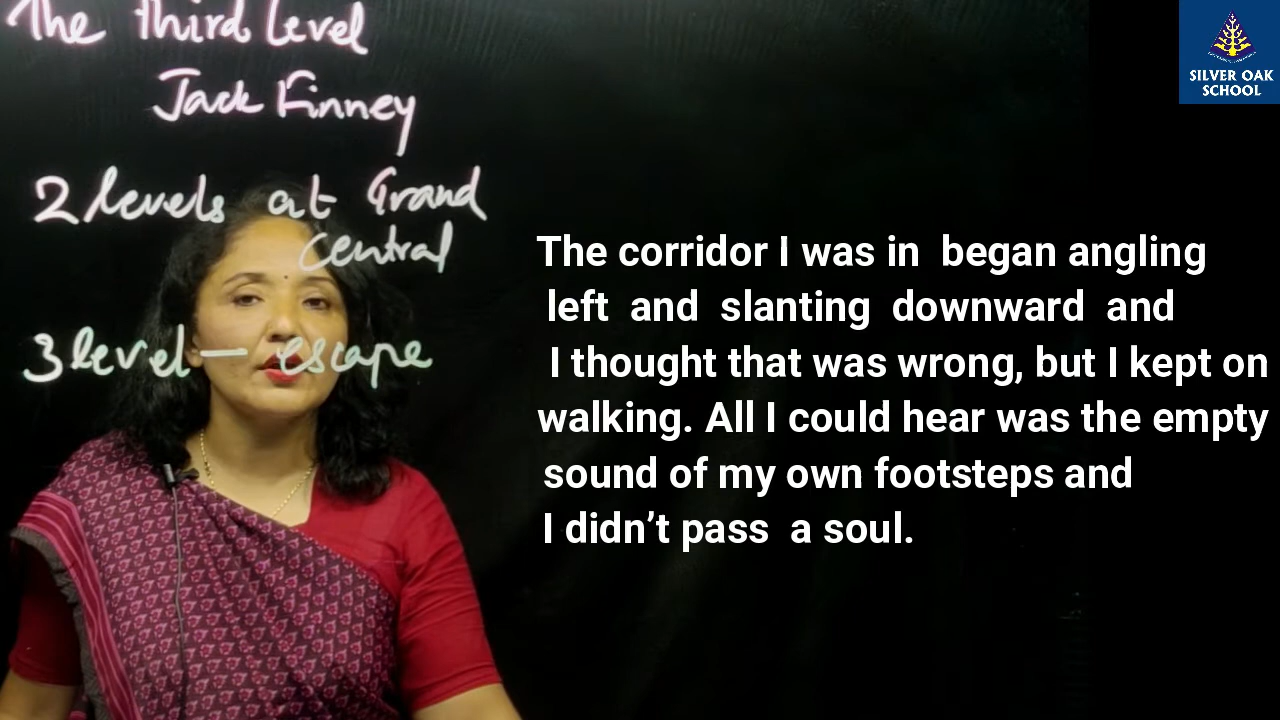 The third level
Jack Finney
2 levels at Grand
Central
3 level — escape
SILVER OAK
SCHOOL
The corridor I was in began angling
left and slanting downward and
I thought that was wrong, but I kept on
walking. All I could hear was the empty
sound of my own footsteps and
I didn’t pass a soul.